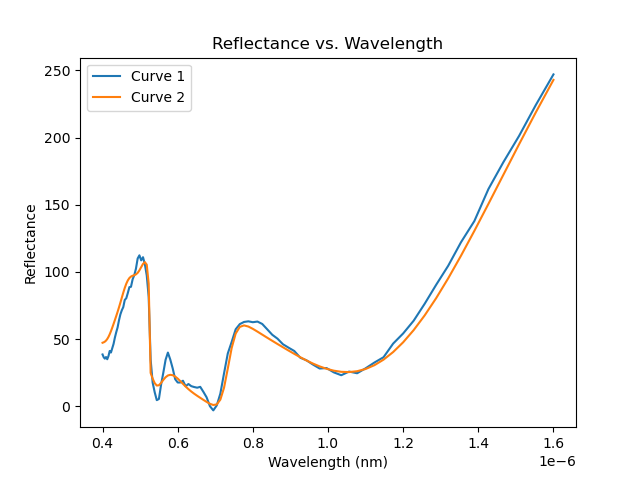 Reflectance vs. Wavelength
Curve 1
Curve 2
Reflectance
250
200
150
100
50
0
0.4 0.6 0.8 1.0 1.2 1.4 1.6
1e−6
Wavelength (nm)